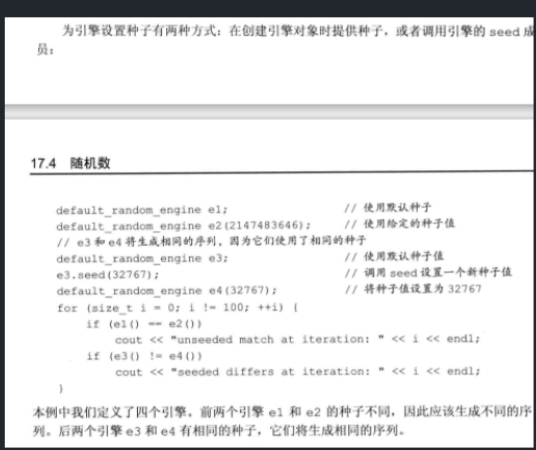 为引擎设置种子有两种方式：在创建引擎对象时提供种子，或者调用引擎的 seed 成
员：
17.4 随机数
default_random_engine e1; // 使用默认种子
default_random_engine e2(2147483646); // 使用给定的种子值
// e3 和 e4 将生成相同的序列，因为它们使用了相同的种子
default_random_engine e3; // 使用默认种子值
e3.seed(32767); // 调用 seed 设置一个新种子值
default_random_engine e4(32767); // 将种子值设置为 32767
for (size_t i = 0; i != 100; ++i) {
if (e1() == e2())
cout << "unseeded match at iteration: " << i << endl;
if (e3() != e4())
cout << "seeded differs at iteration: " << i << endl;
}
本例中我们定义了四个引擎。前两个引擎 e1 和 e2 的种子不同，因此应该生成不同的序
列。后两个引擎 e3 和 e4 有相同的种子，它们将生成相同的序列。